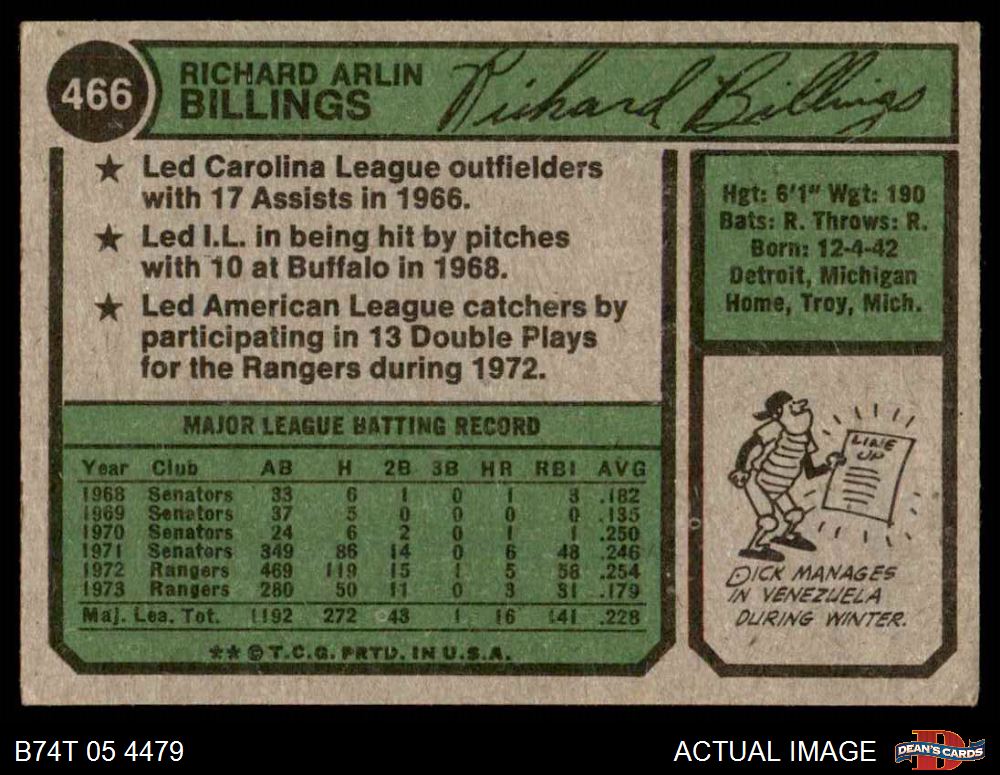 466
RICHARD ARLIN
BILLINGS
Richard Billings
★ Led Carolina League outfielders
with 17 Assists in 1966.
★ Led I.L. in being hit by pitches
with 10 at Buffalo in 1968.
★ Led American League catchers by
participating in 13 Double Plays
for the Rangers during 1972.
Hgt: 6'1" Wgt: 190
Bats: R. Throws: R.
Born: 12-4-42
Detroit, Michigan
Home, Troy, Mich.
MAJOR LEAGUE BATTING RECORD
Year Club AB H 2B 3B HR RBI AVG
1968 Senators 33 6 1 0 1 3 .182
1969 Senators 37 5 0 0 0 0 .135
1970 Senators 24 6 2 0 1 1 .250
1971 Senators 349 86 14 0 6 48 .246
1972 Rangers 469 119 15 1 5 58 .254
1973 Rangers 280 50 11 0 3 31 .179
Maj. Lea. Tot. 1192 272 43 1 16 141 .228
★★ © T.C.G. PRTD. IN U.S.A.
LINE
UP
DICK MANAGES
IN VENEZUELA
DURING WINTER.
B74T 05 4479
ACTUAL IMAGE
DEAN'S CARDS